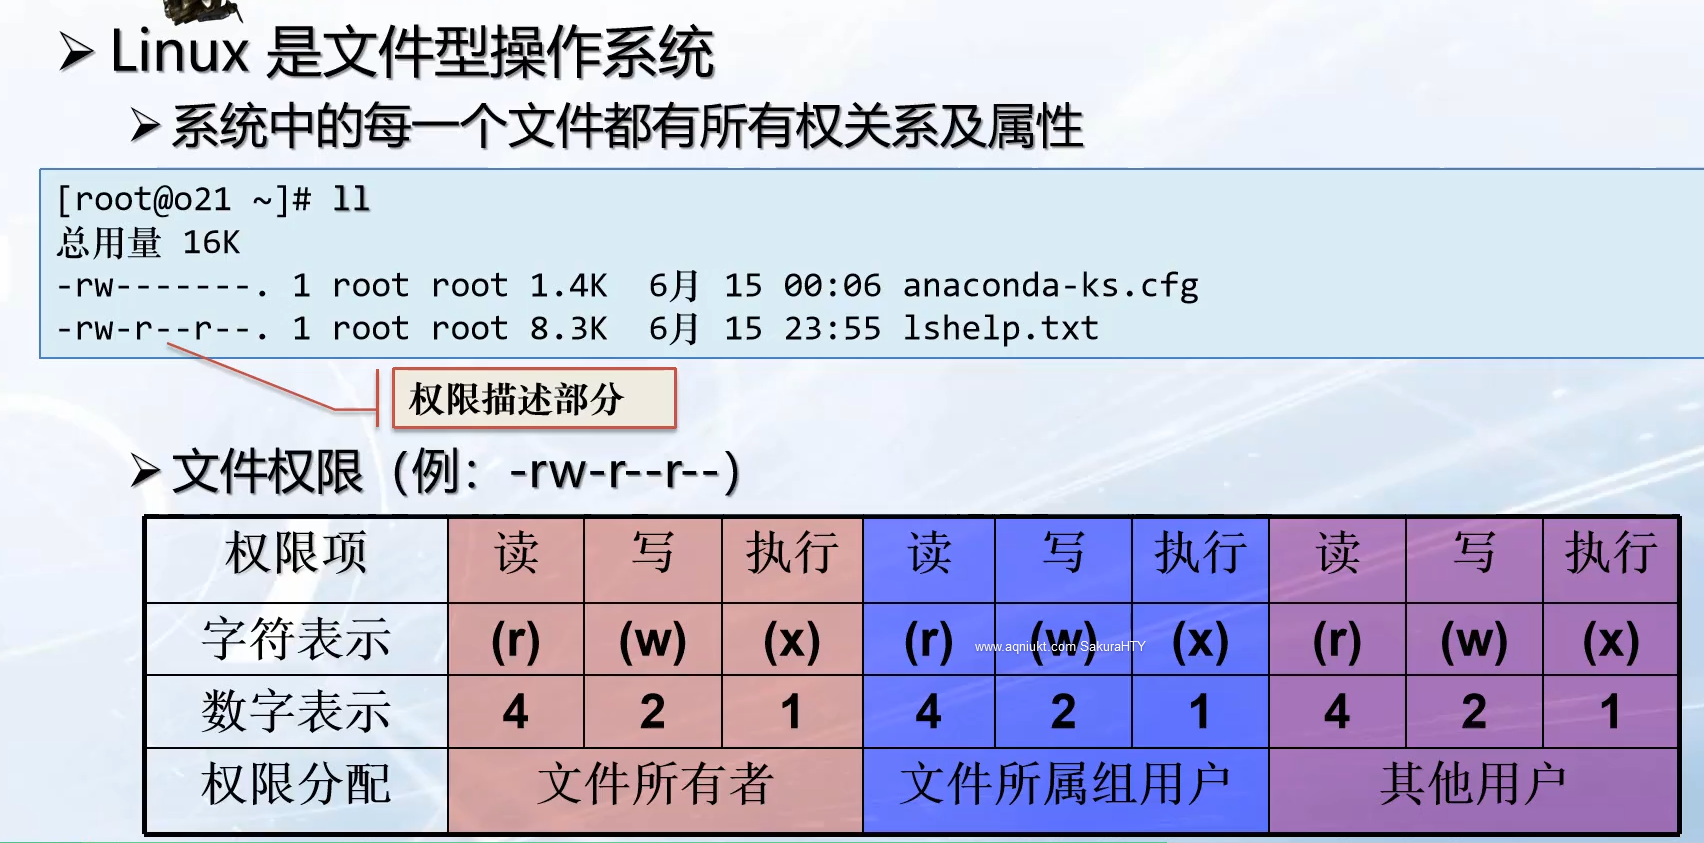 ➢ Linux 是文件型操作系统
➢ 系统中的每一个文件都有所有权关系及属性
[root@o21 ~]# ll
总用量 16K
-rw-------. 1 root root 1.4K  6月 15 00:06 anaconda-ks.cfg
-rw-r--r--. 1 root root 8.3K  6月 15 23:55 lshelp.txt
权限描述部分
➢ 文件权限（例：-rw-r--r--）
权限项 读 写 执行 读 写 执行 读 写 执行
字符表示 (r) (w) (x) (r) (w) (x) (r) (w) (x)
www.aqniukt.com SakuraHTY
数字表示 4 2 1 4 2 1 4 2 1
权限分配 文件所有者 文件所属组用户 其他用户